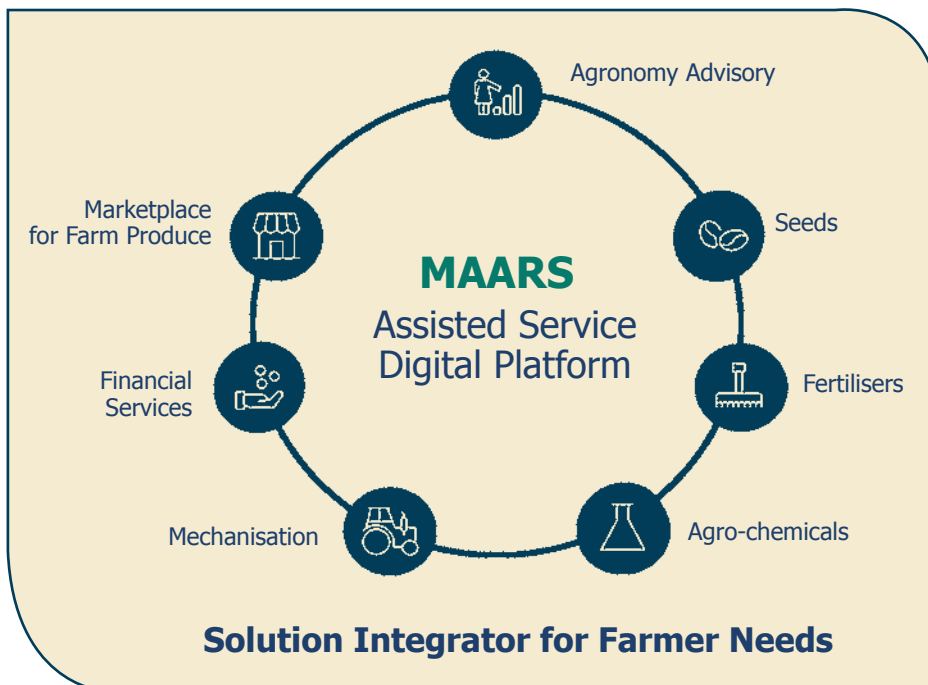 Agronomy Advisory
Marketplace
for Farm Produce
Seeds
MAARS
Assisted Service
Digital Platform
Financial
Services
Fertilisers
Mechanisation
Agro-chemicals
Solution Integrator for Farmer Needs